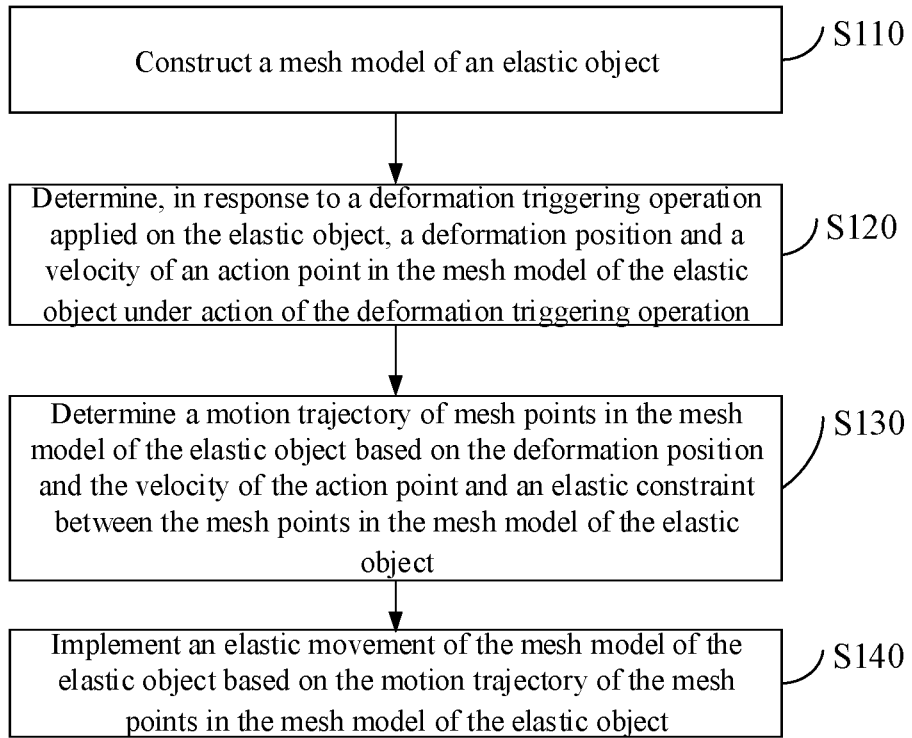 Construct a mesh model of an elastic object
S110
Determine, in response to a deformation triggering operation
applied on the elastic object, a deformation position and a
velocity of an action point in the mesh model of the elastic
object under action of the deformation triggering operation
S120
Determine a motion trajectory of mesh points in the mesh
model of the elastic object based on the deformation position
and the velocity of the action point and an elastic constraint
between the mesh points in the mesh model of the elastic
object
S130
Implement an elastic movement of the mesh model of the
elastic object based on the motion trajectory of the mesh
points in the mesh model of the elastic object
S140